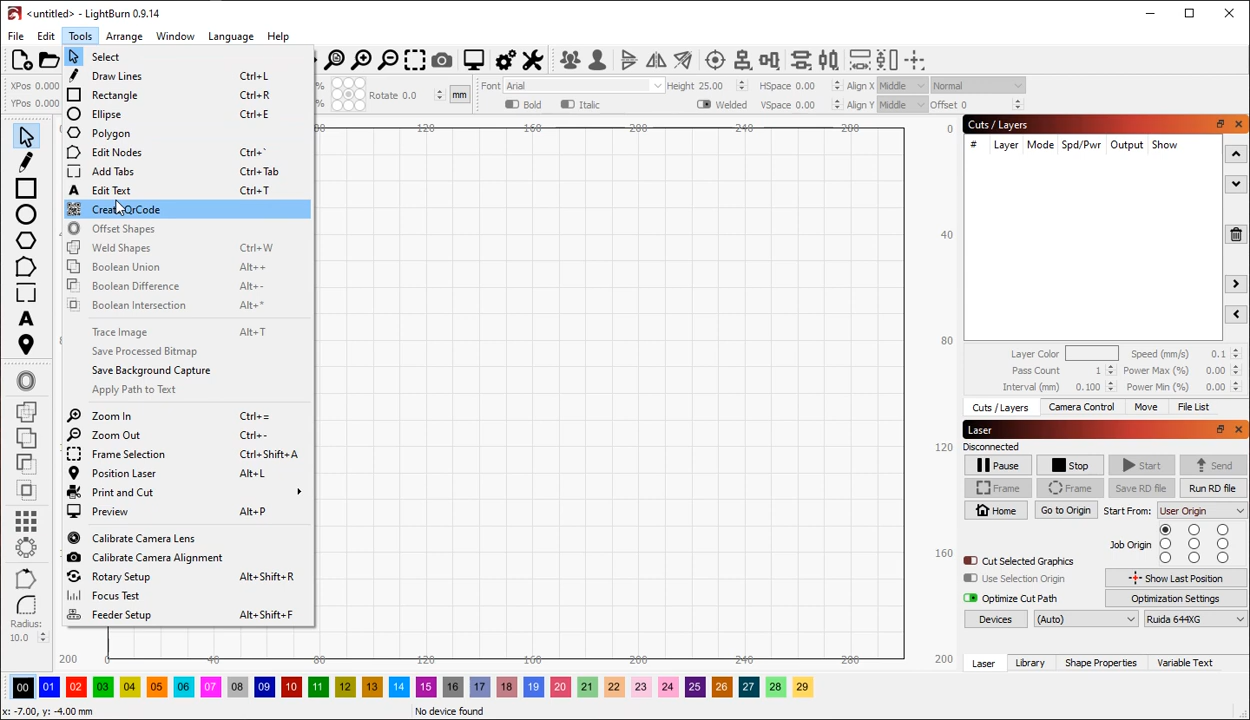 <untitled> - LightBurn 0.9.14
File Edit Tools Arrange Window Language Help
XPos 0.000
YPos 0.000
%
%
Rotate 0.0
mm
Font Arial
Height 25.00
HSpace 0.00
Align X Middle
Normal
Bold
Italic
Welded
VSpace 0.00
Align Y Middle
Offset 0
Select
Draw Lines Ctrl+L
Rectangle Ctrl+R
Ellipse Ctrl+E
Polygon
Edit Nodes Ctrl+`
Add Tabs Ctrl+Tab
Edit Text Ctrl+T
Create QrCode
Offset Shapes
Weld Shapes Ctrl+W
Boolean Union Alt++
Boolean Difference Alt+-
Boolean Intersection Alt+*
Trace Image Alt+T
Save Processed Bitmap
Save Background Capture
Apply Path to Text
Zoom In Ctrl+=
Zoom Out Ctrl+-
Frame Selection Ctrl+Shift+A
Position Laser Alt+L
Print and Cut
Preview Alt+P
Calibrate Camera Lens
Calibrate Camera Alignment
Rotary Setup Alt+Shift+R
Focus Test
Feeder Setup Alt+Shift+F
Radius:
10.0
80 120 160 200 240 280 0
40
80
120
160
200
200 0 40 80 120 160 200 240 280
Cuts / Layers
# Layer Mode Spd/Pwr Output Show
Layer Color Speed (mm/s) 0.1
Pass Count 1 Power Max (%) 0.00
Interval (mm) 0.100 Power Min (%) 0.00
Cuts / Layers Camera Control Move File List
Laser
Disconnected
Pause Stop Start Send
Frame Frame Save RD file Run RD file
Home Go to Origin Start From: User Origin
Job Origin
Cut Selected Graphics
Use Selection Origin Show Last Position
Optimize Cut Path Optimization Settings
Devices (Auto) Ruida 644XG
Laser Library Shape Properties Variable Text
00 01 02 03 04 05 06 07 08 09 10 11 12 13 14 15 16 17 18 19 20 21 22 23 24 25 26 27 28 29
x: -7.00, y: -4.00 mm No device found